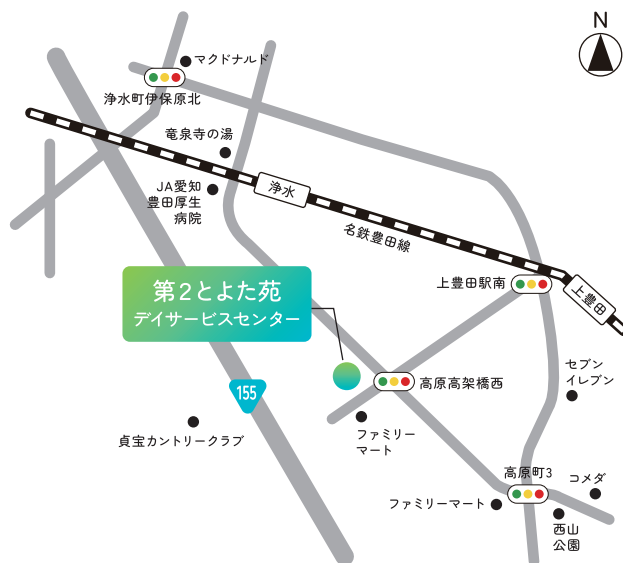 N
マクドナルド
浄水町伊保原北
竜泉寺の湯
JA愛知
豊田厚生
病院
浄水
名鉄豊田線
上豊田駅南
上豊田
第2とよた苑
デイサービスセンター
セブン
イレブン
高原高架橋西
155
ファミリー
マート
貞宝カントリークラブ
高原町3
コメダ
ファミリーマート
西山
公園